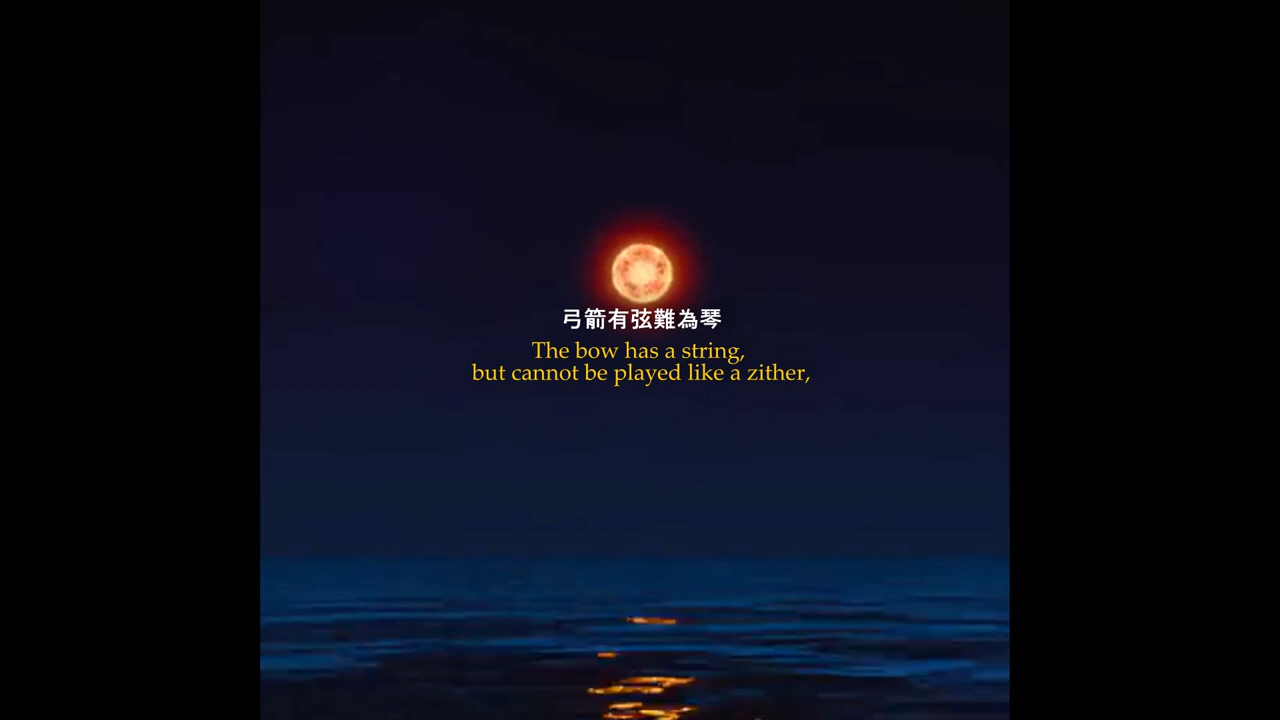 弓箭有弦難為琴
The bow has a string,
but cannot be played like a zither,